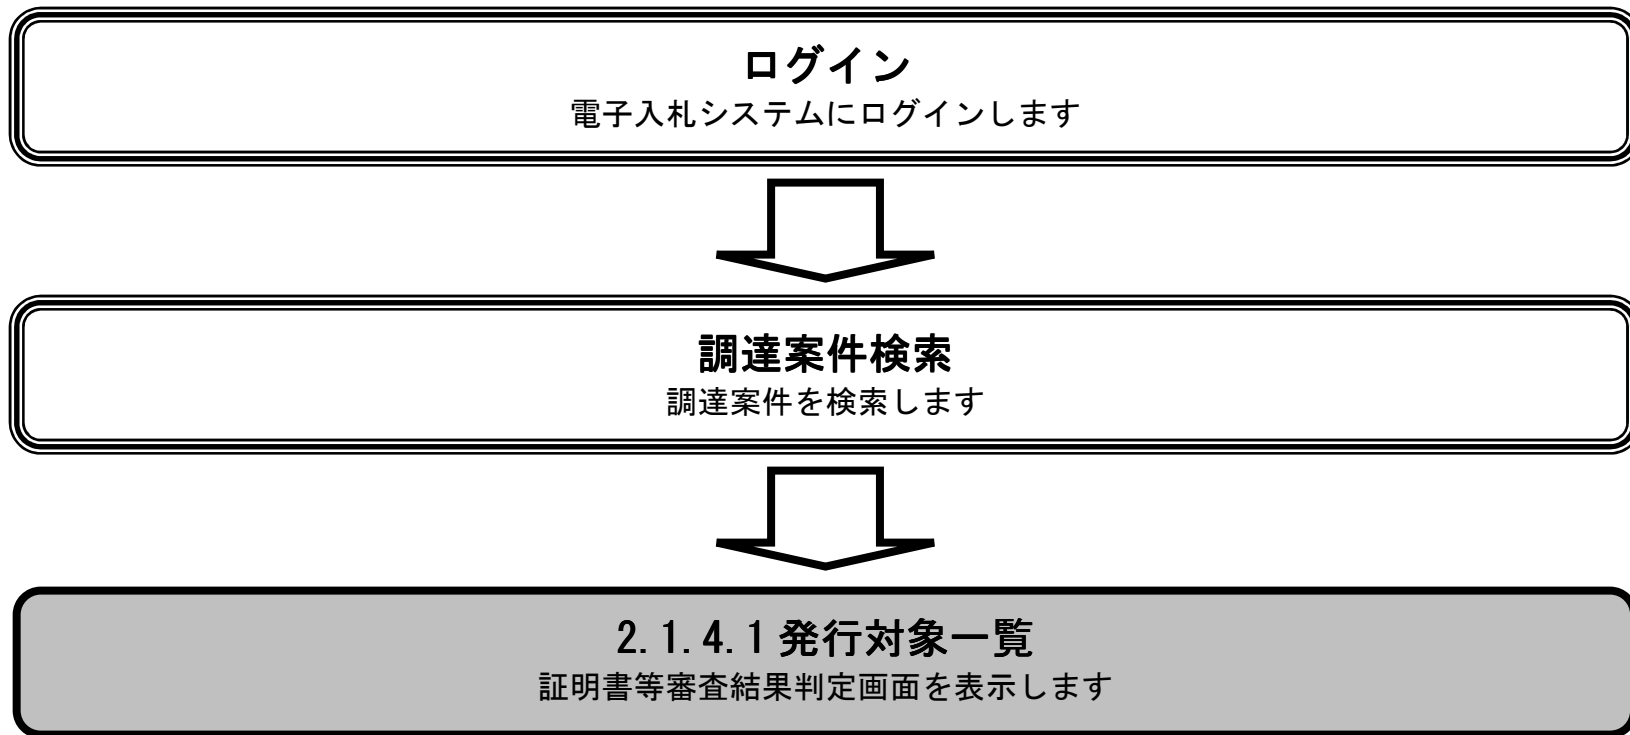 ログイン
電子入札システムにログインします
調達案件検索
調達案件を検索します
2.1.4.1 発行対象一覧
証明書等審査結果判定画面を表示します